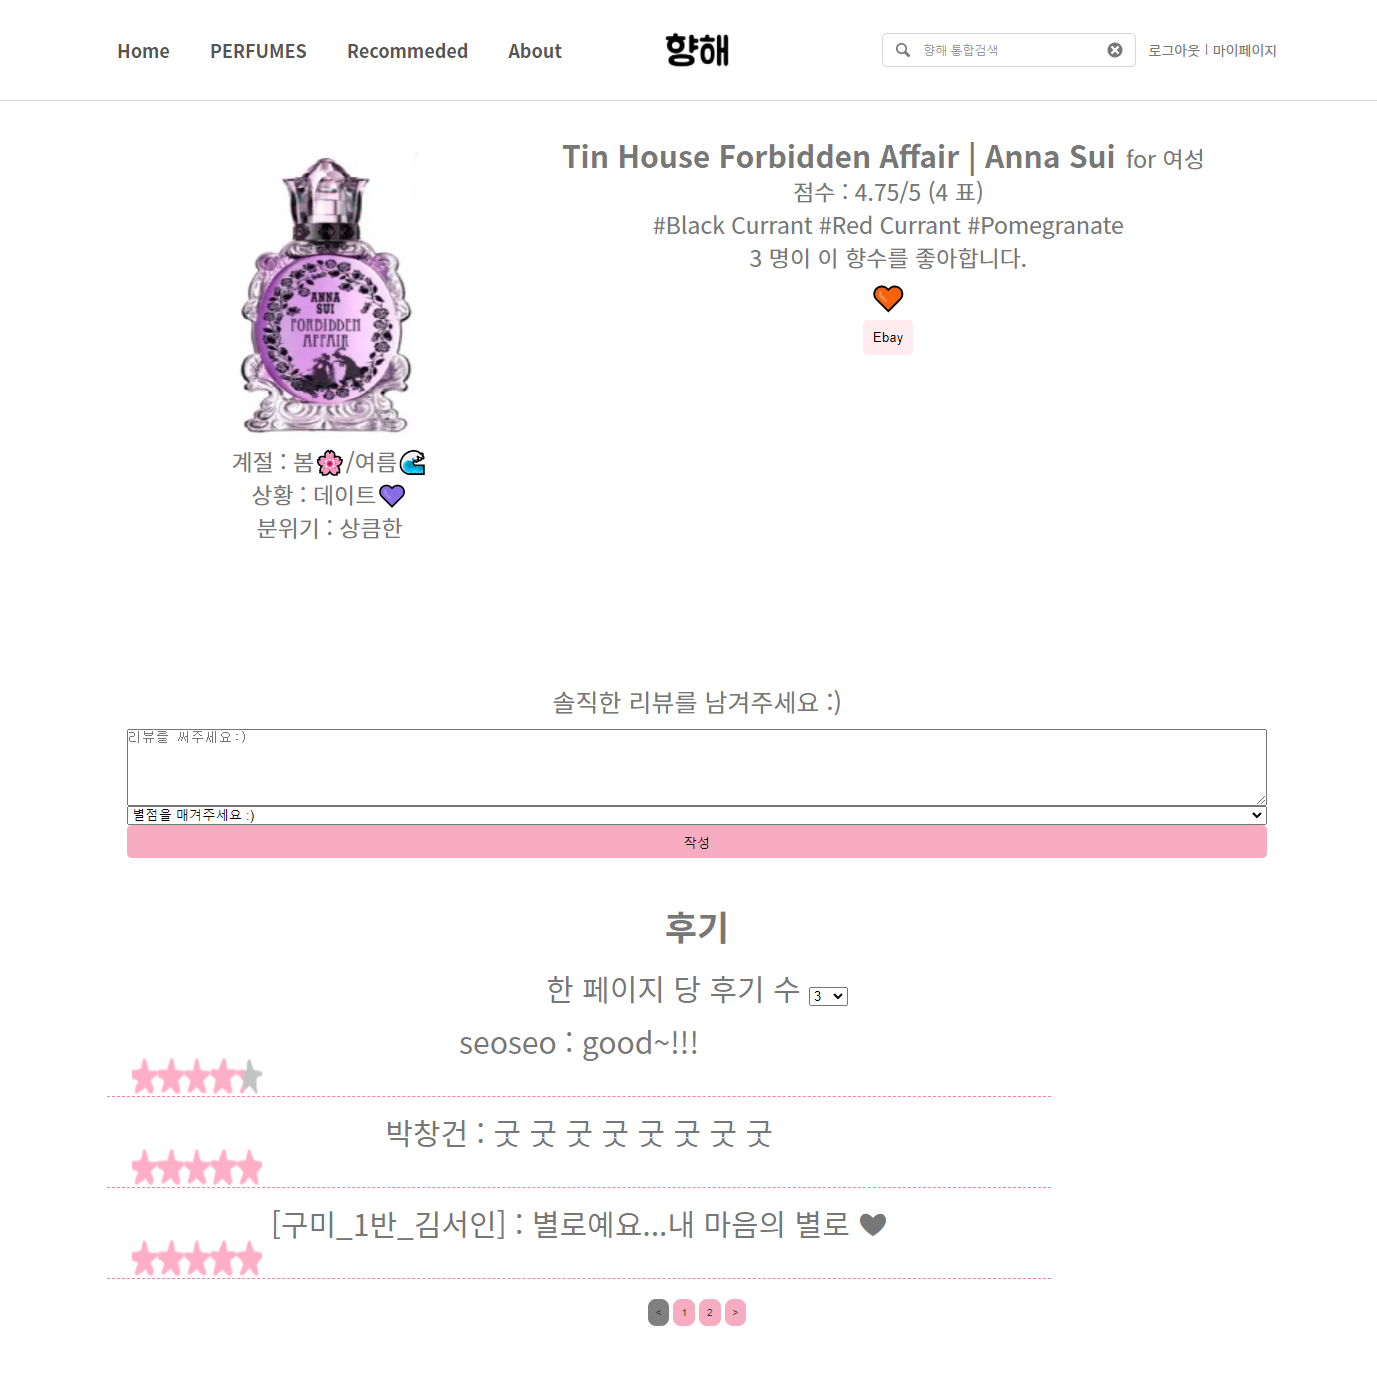 Home PERFUMES Recommeded About 향해 향해 통합검색 로그아웃 | 마이페이지
Tin House Forbidden Affair | Anna Sui for 여성
점수 : 4.75/5 (4 표)
#Black Currant #Red Currant #Pomegranate
3 명이 이 향수를 좋아합니다.
Ebay
ANNA
SUI
FORBIDDEN
AFFAIR
계절 : 봄🌸/여름🌊
상황 : 데이트💜
분위기 : 상큼한
솔직한 리뷰를 남겨주세요 :)
리뷰를 써주세요:)
별점을 매겨주세요 :)
작성
후기
한 페이지 당 후기 수 3
seoseo : good~!!!
박창건 : 굿 굿 굿 굿 굿 굿 굿 굿
[구미_1반_김서인] : 별로예요...내 마음의 별로 ♥
< 1 2 >